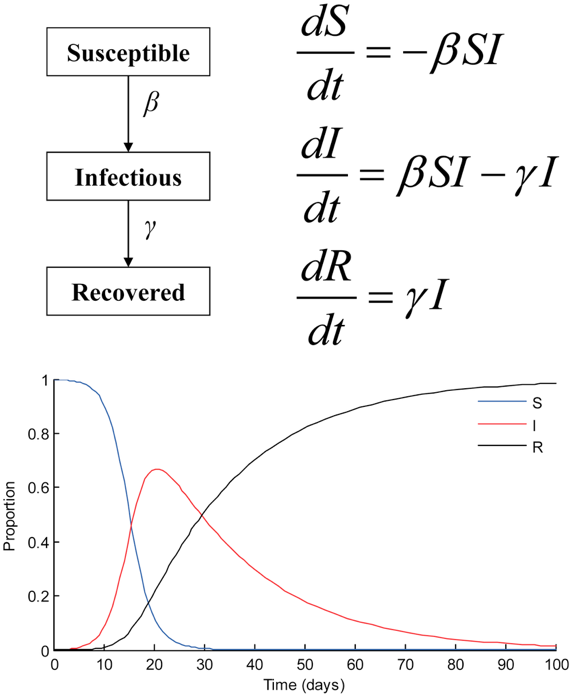 Susceptible
β
Infectious
γ
Recovered
dS/dt = −βSI
dI/dt = βSI − γI
dR/dt = γI
1
0.8
0.6
0.4
0.2
0
Proportion
S
I
R
0 10 20 30 40 50 60 70 80 90 100
Time (days)